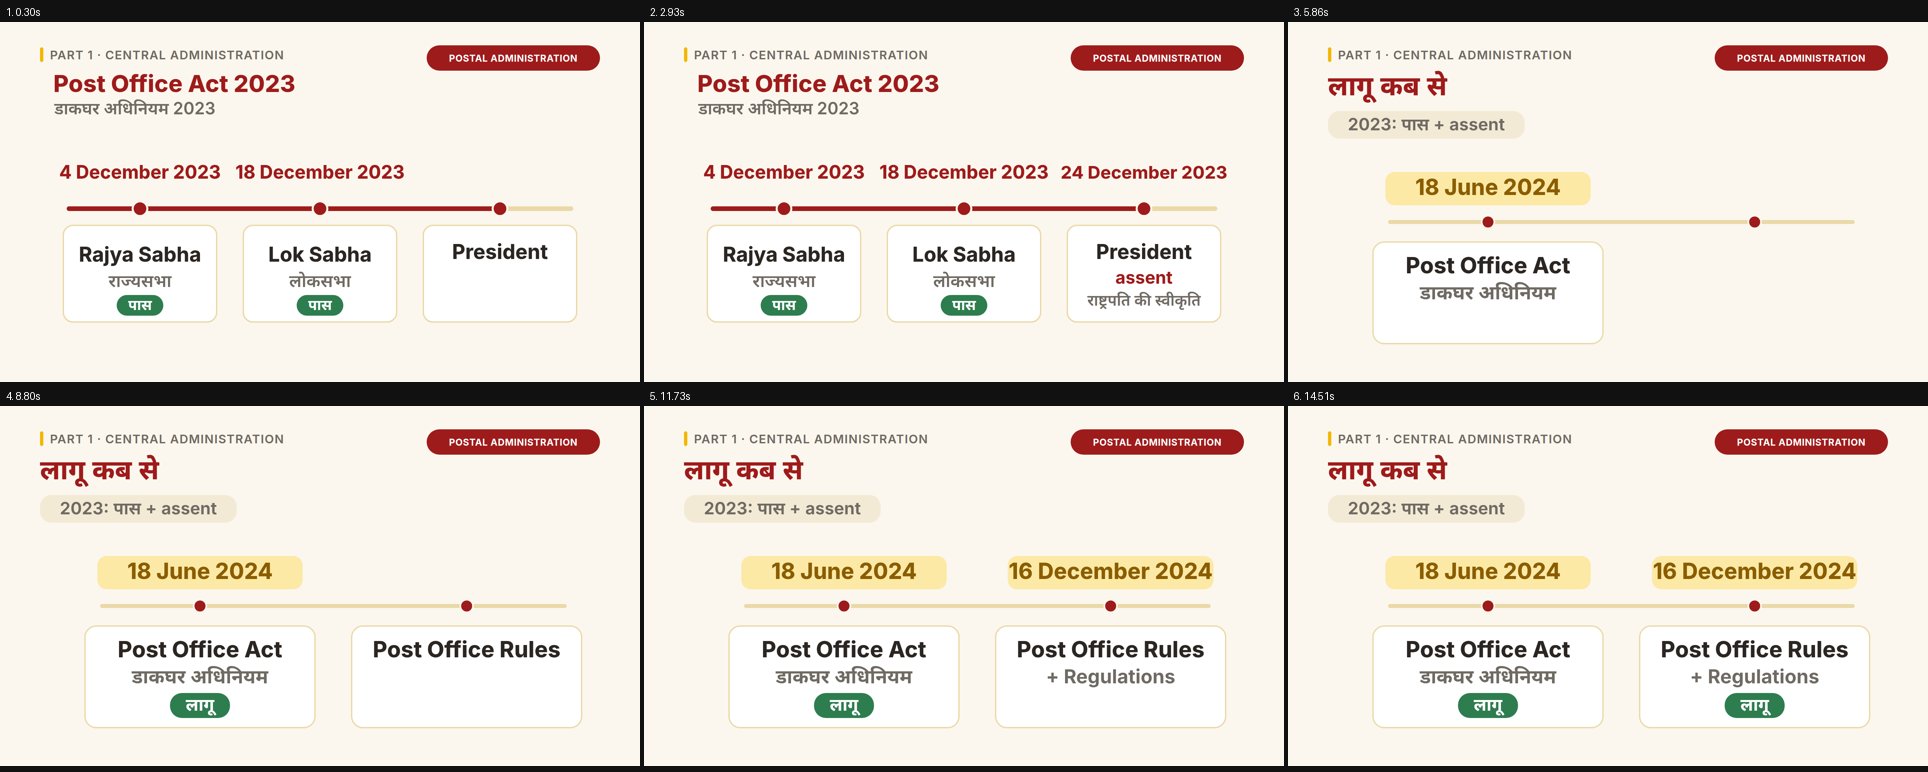 1. 0.30s
PART 1 · CENTRAL ADMINISTRATION
POSTAL ADMINISTRATION
Post Office Act 2023
डाकघर अधिनियम 2023
4 December 2023 18 December 2023
Rajya Sabha
राज्यसभा
पास
Lok Sabha
लोकसभा
पास
President
2. 2.93s
PART 1 · CENTRAL ADMINISTRATION
POSTAL ADMINISTRATION
Post Office Act 2023
डाकघर अधिनियम 2023
4 December 2023 18 December 2023 24 December 2023
Rajya Sabha
राज्यसभा
पास
Lok Sabha
लोकसभा
पास
President
assent
राष्ट्रपति की स्वीकृति
3. 5.86s
PART 1 · CENTRAL ADMINISTRATION
POSTAL ADMINISTRATION
लागू कब से
2023: पास + assent
18 June 2024
Post Office Act
डाकघर अधिनियम
4. 8.80s
PART 1 · CENTRAL ADMINISTRATION
POSTAL ADMINISTRATION
लागू कब से
2023: पास + assent
18 June 2024
Post Office Act
डाकघर अधिनियम
लागू
Post Office Rules
5. 11.73s
PART 1 · CENTRAL ADMINISTRATION
POSTAL ADMINISTRATION
लागू कब से
2023: पास + assent
18 June 2024
16 December 2024
Post Office Act
डाकघर अधिनियम
लागू
Post Office Rules
+ Regulations
6. 14.51s
PART 1 · CENTRAL ADMINISTRATION
POSTAL ADMINISTRATION
लागू कब से
2023: पास + assent
18 June 2024
16 December 2024
Post Office Act
डाकघर अधिनियम
लागू
Post Office Rules
+ Regulations
लागू